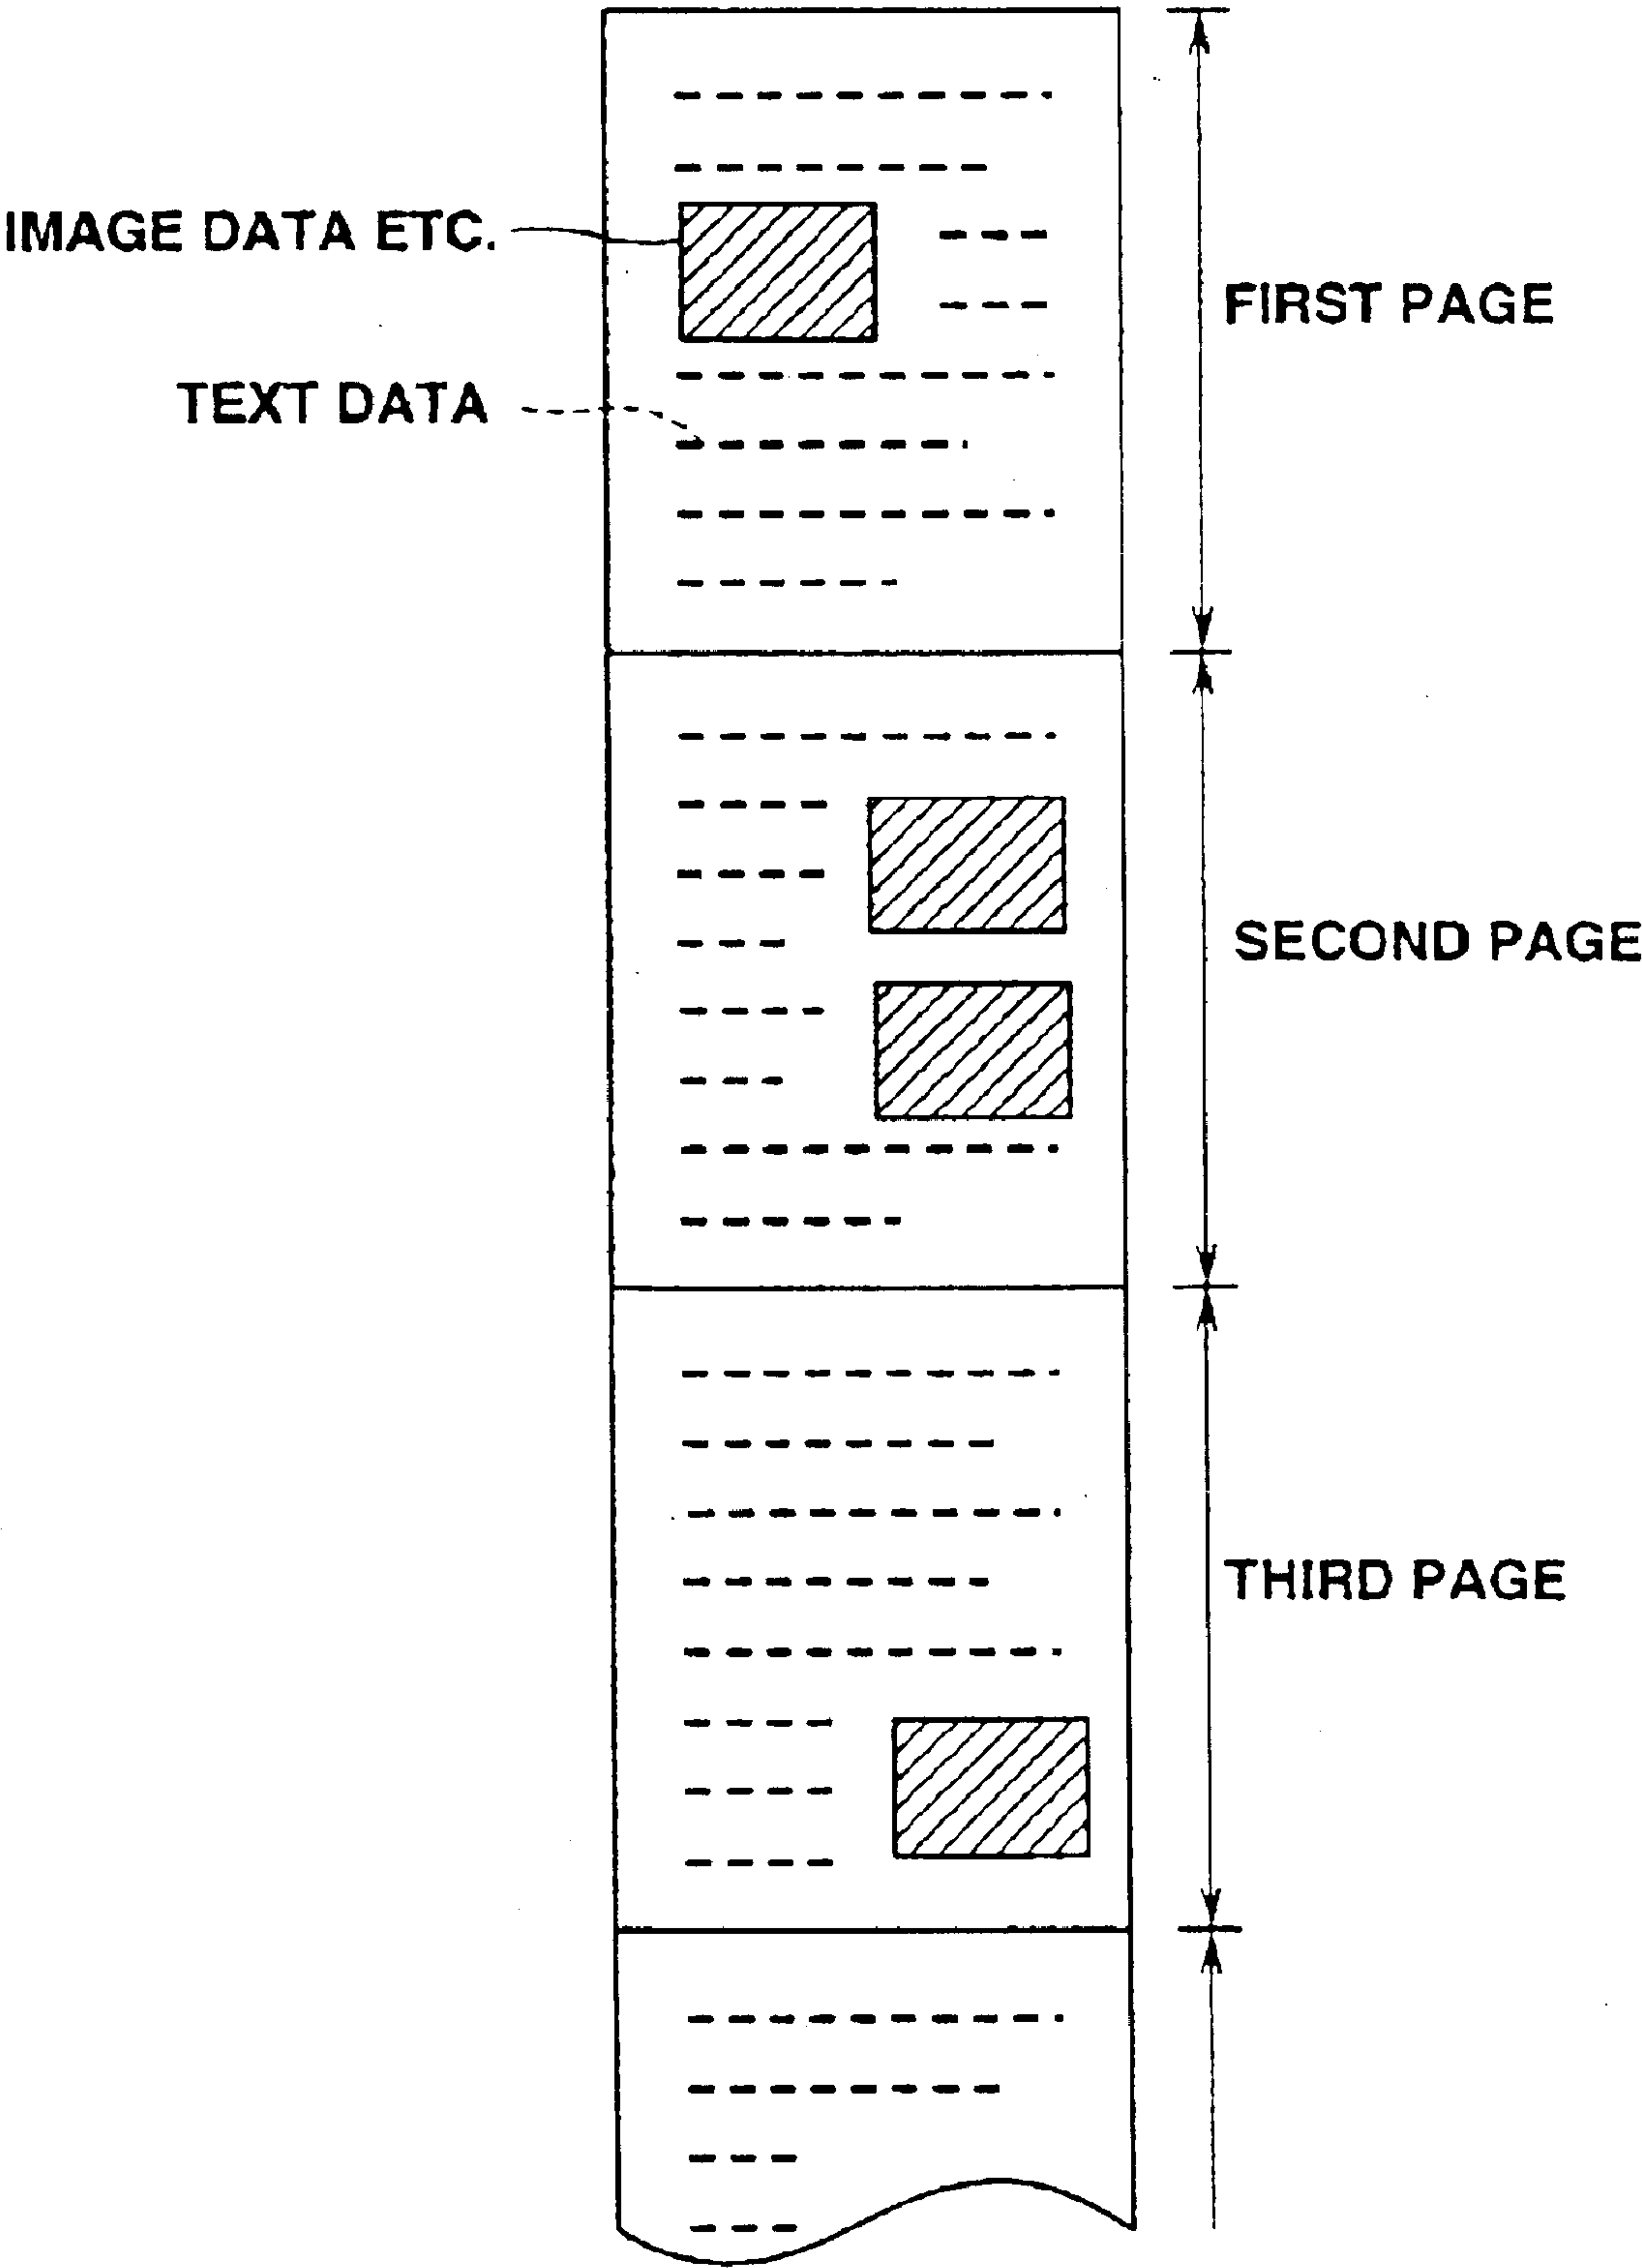 IMAGE DATA ETC.
FIRST PAGE
TEXT DATA
SECOND PAGE
THIRD PAGE